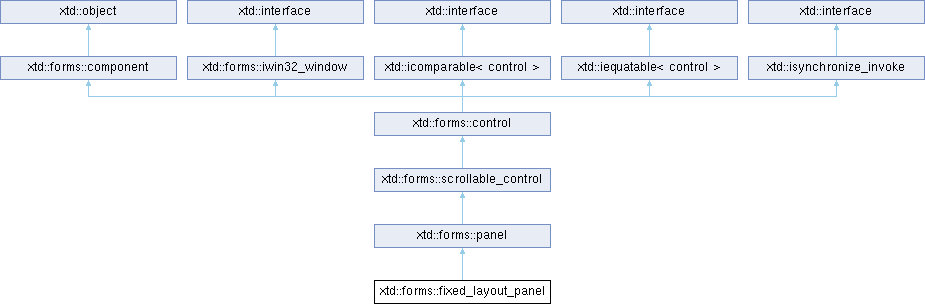 xtd::object
xtd::interface
xtd::interface
xtd::interface
xtd::interface
xtd::forms::component
xtd::forms::iwin32_window
xtd::icomparable< control >
xtd::iequatable< control >
xtd::isynchronize_invoke
xtd::forms::control
xtd::forms::scrollable_control
xtd::forms::panel
xtd::forms::fixed_layout_panel